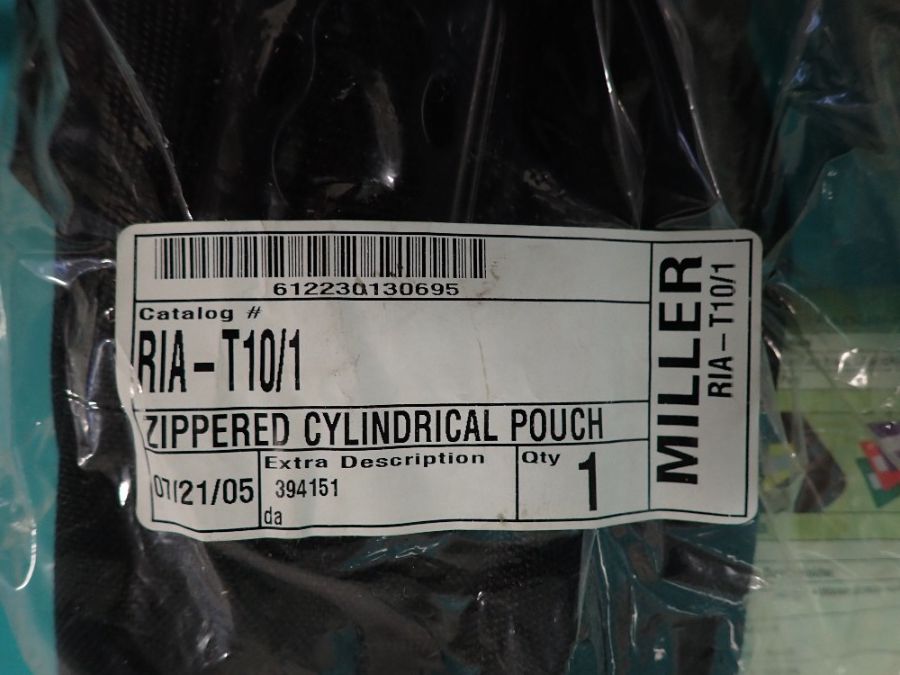 612230130695
Catalog #
RIA-T10/1
ZIPPERED CYLINDRICAL POUCH
07/21/05
Extra Description
394151
da
Qty
1
MILLER
RIA-T10/1